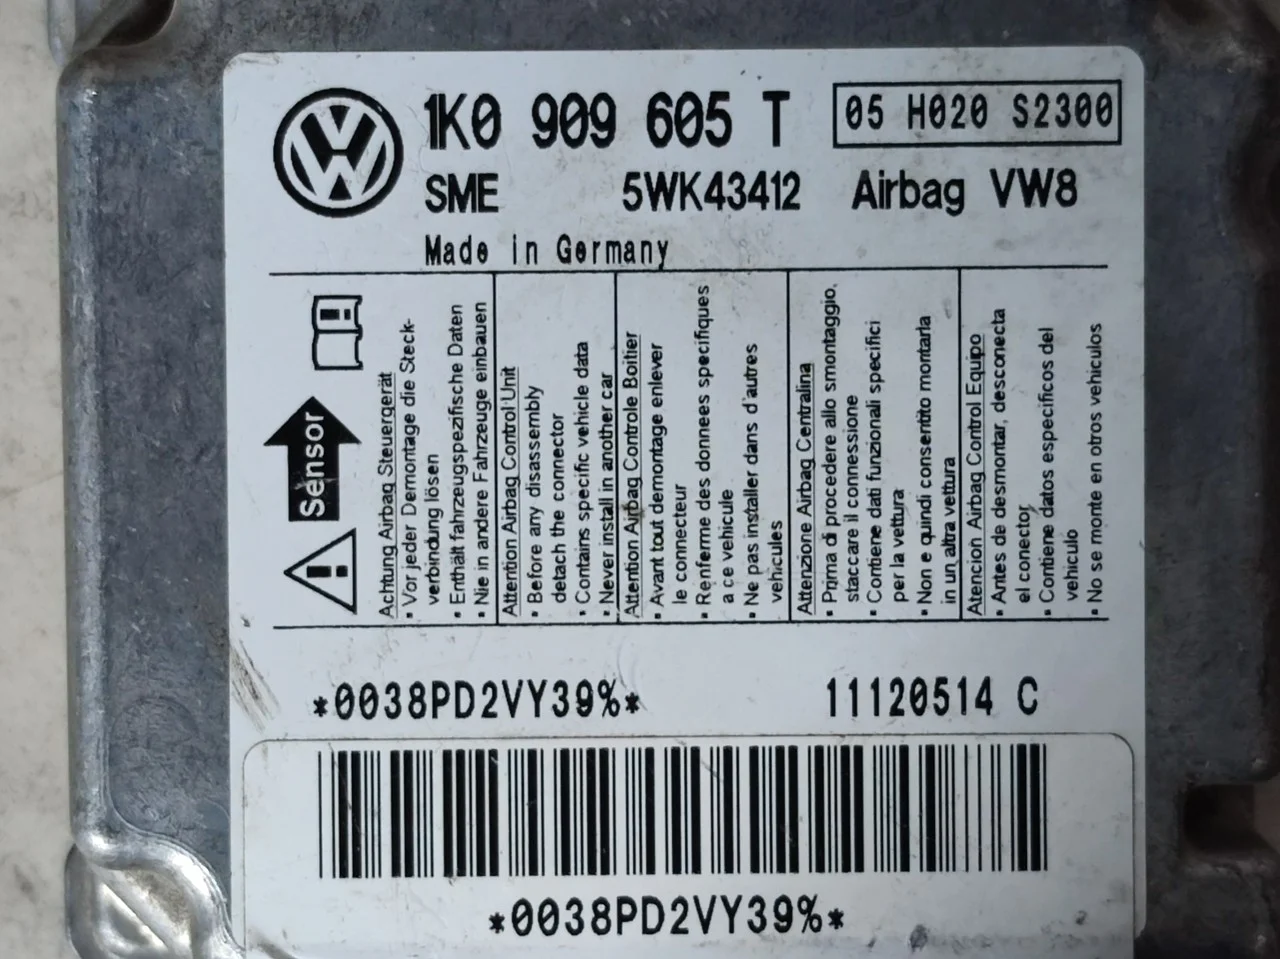 1K0 909 605 T
05 H020 S2300
SME 5WK43412 Airbag VW8
Made in Germany
Sensor
Achtung Airbag Steuergerät
• Vor jeder Demontage die Steck-
verbindung lösen
• Enthält fahrzeugspezifische Daten
• Nie in andere Fahrzeuge einbauen
Attention Airbag Control Unit
• Before any disassembly
detach the connector
• Contains specific vehicle data
• Never install in another car
Attention Airbag Controle Boitier
• Avant tout demontage enlever
le connecteur
• Renferme des donnees specifiques
a ce vehicule
• Ne pas installer dans d'autres
vehicules
Attenzione Airbag Centralina
• Prima di procedere allo smontaggio,
staccare il connessione
• Contiene dati funzionali specifici
per la vettura
• Non e quindi consentito montarla
in un altra vettura
Atencion Airbag Control Equipo
• Antes de desmontar, desconecta
el conector
• Contiene datos especificos del
vehiculo
• No se monte en otros vehiculos
*0038PD2VY39%* 11120514 C
*0038PD2VY39%*